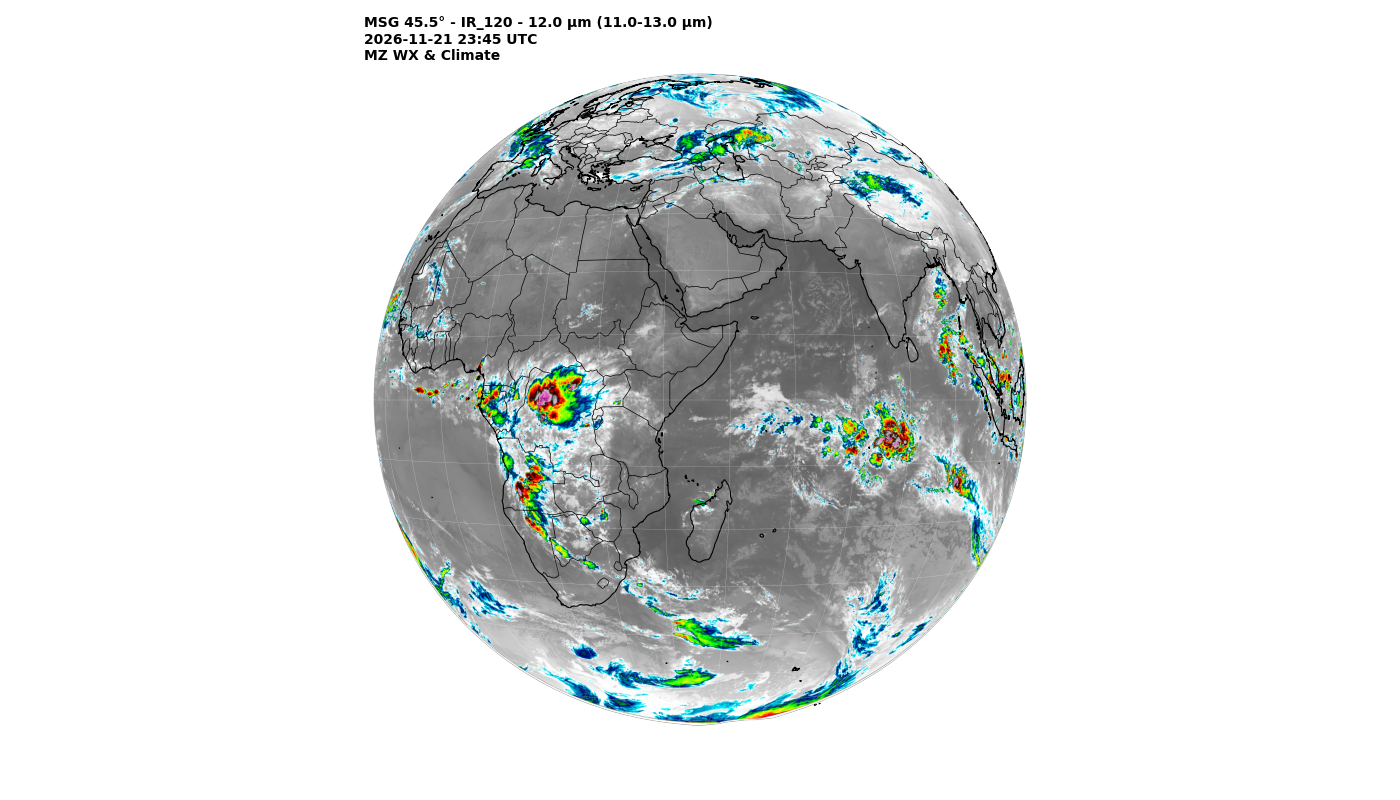 MSG 45.5° - IR_120 - 12.0 μm (11.0-13.0 μm)
2026-11-21 23:45 UTC
MZ WX & Climate